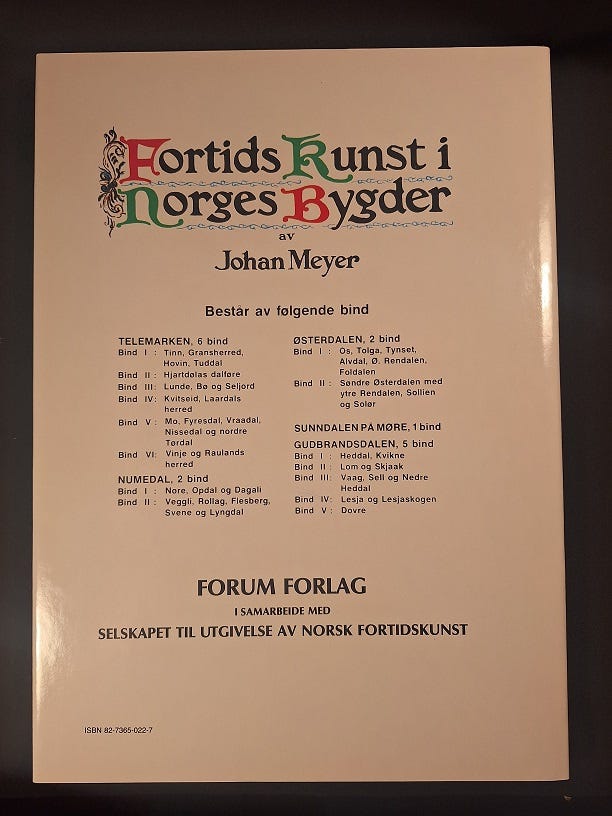 Fortids Kunst i
Norges Bygder
av
Johan Meyer
Består av følgende bind
TELEMARKEN, 6 bind
Bind I : Tinn, Gransherred,
Hovin, Tuddal
Bind II : Hjartdølas dalføre
Bind III: Lunde, Bø og Seljord
Bind IV: Kvitseid, Laardals
herred
Bind V : Mo, Fyresdal, Vraadal,
Nissedal og nordre
Tørdal
Bind VI: Vinje og Raulands
herred
NUMEDAL, 2 bind
Bind I : Nore, Opdal og Dagali
Bind II : Veggli, Rollag, Flesberg,
Svene og Lyngdal
ØSTERDALEN, 2 bind
Bind I : Os, Tolga, Tynset,
Alvdal, Ø. Rendalen,
Foldalen
Bind II : Søndre Østerdalen med
ytre Rendalen, Sollien
og Solør
SUNNDALEN PÅ MØRE, 1 bind
GUDBRANDSDALEN, 5 bind
Bind I : Heddal, Kvikne
Bind II : Lom og Skjaak
Bind III: Vaag, Sell og Nedre
Heddal
Bind IV: Lesja og Lesjaskogen
Bind V : Dovre
FORUM FORLAG
I SAMARBEIDE MED
SELSKAPET TIL UTGIVELSE AV NORSK FORTIDSKUNST
ISBN 82-7365-022-7